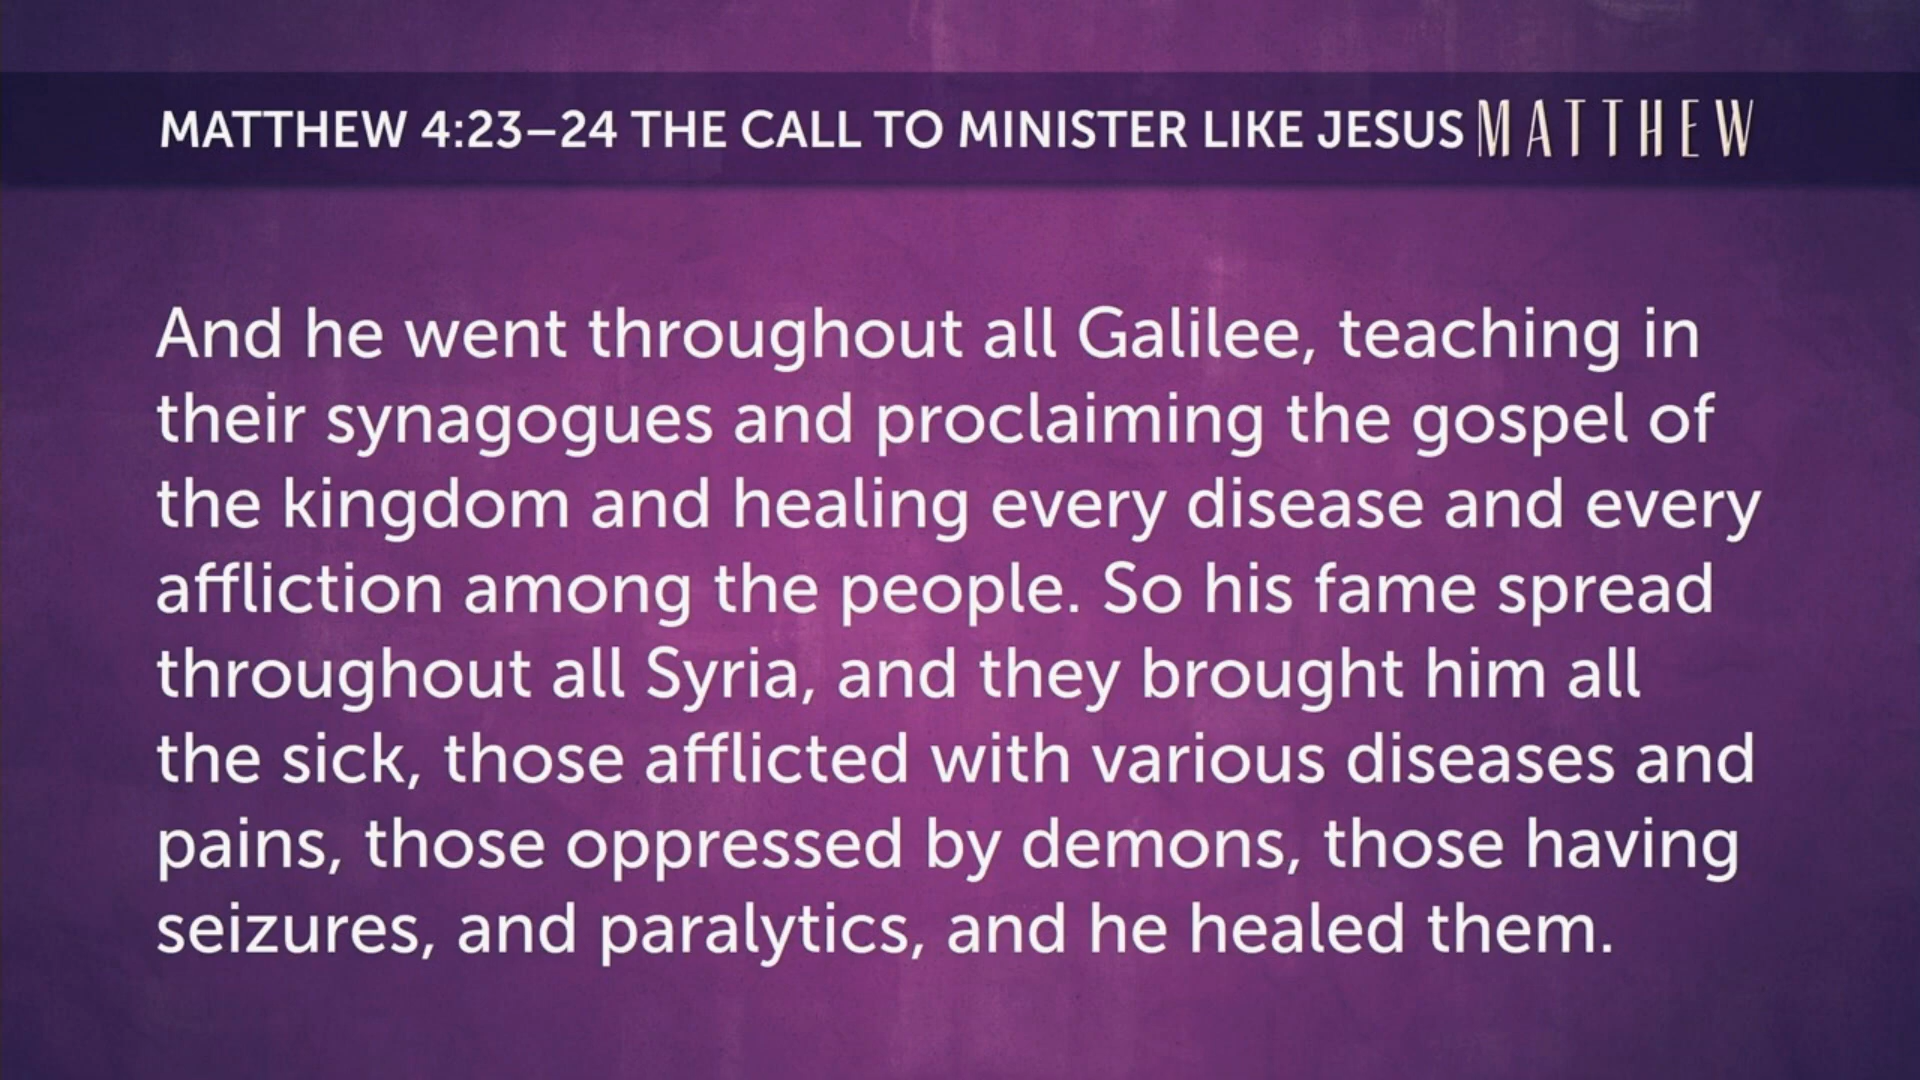 MATTHEW 4:23–24 THE CALL TO MINISTER LIKE JESUS MATTHEW
And he went throughout all Galilee, teaching in
their synagogues and proclaiming the gospel of
the kingdom and healing every disease and every
affliction among the people. So his fame spread
throughout all Syria, and they brought him all
the sick, those afflicted with various diseases and
pains, those oppressed by demons, those having
seizures, and paralytics, and he healed them.